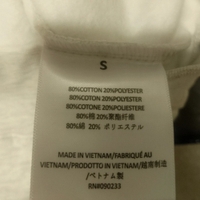 S
80%COTTON 20%POLYESTER
80%COTTON 20%POLYESTER
80%COTONE 20%POLIESTERE
80%棉 20%聚酯纤维
80%綿 20% ポリエステル
MADE IN VIETNAM/FABRIQUÉ AU
VIETNAM/PRODOTTO IN VIETNAM/越南制造
/ベトナム製
RN#090233